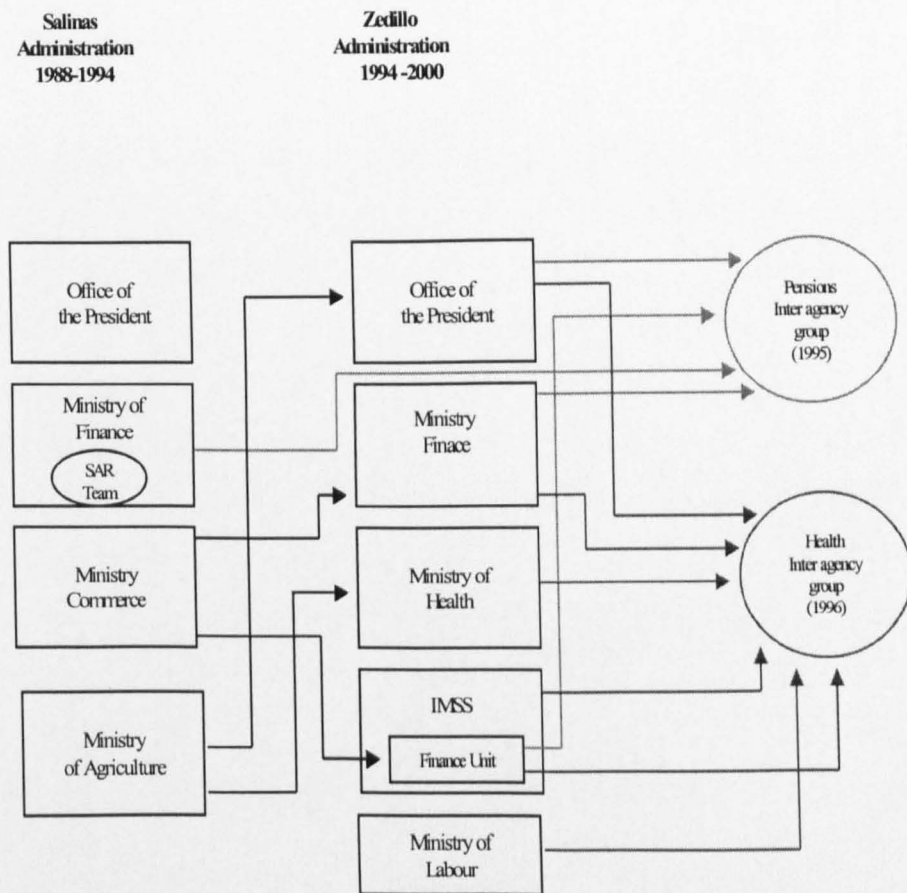 Salinas
Administration
1988-1994
Zedillo
Administration
1994 -2000
Office of
the President
Ministry of
Finance
SAR
Team
Ministry
Commerce
Ministry
of Agriculture
Office of
the President
Ministry
Finace
Ministry of
Health
IMSS
Finance Unit
Ministry of
Labour
Pensions
Inter agency
group
(1995)
Health
Inter agency
group
(1996)